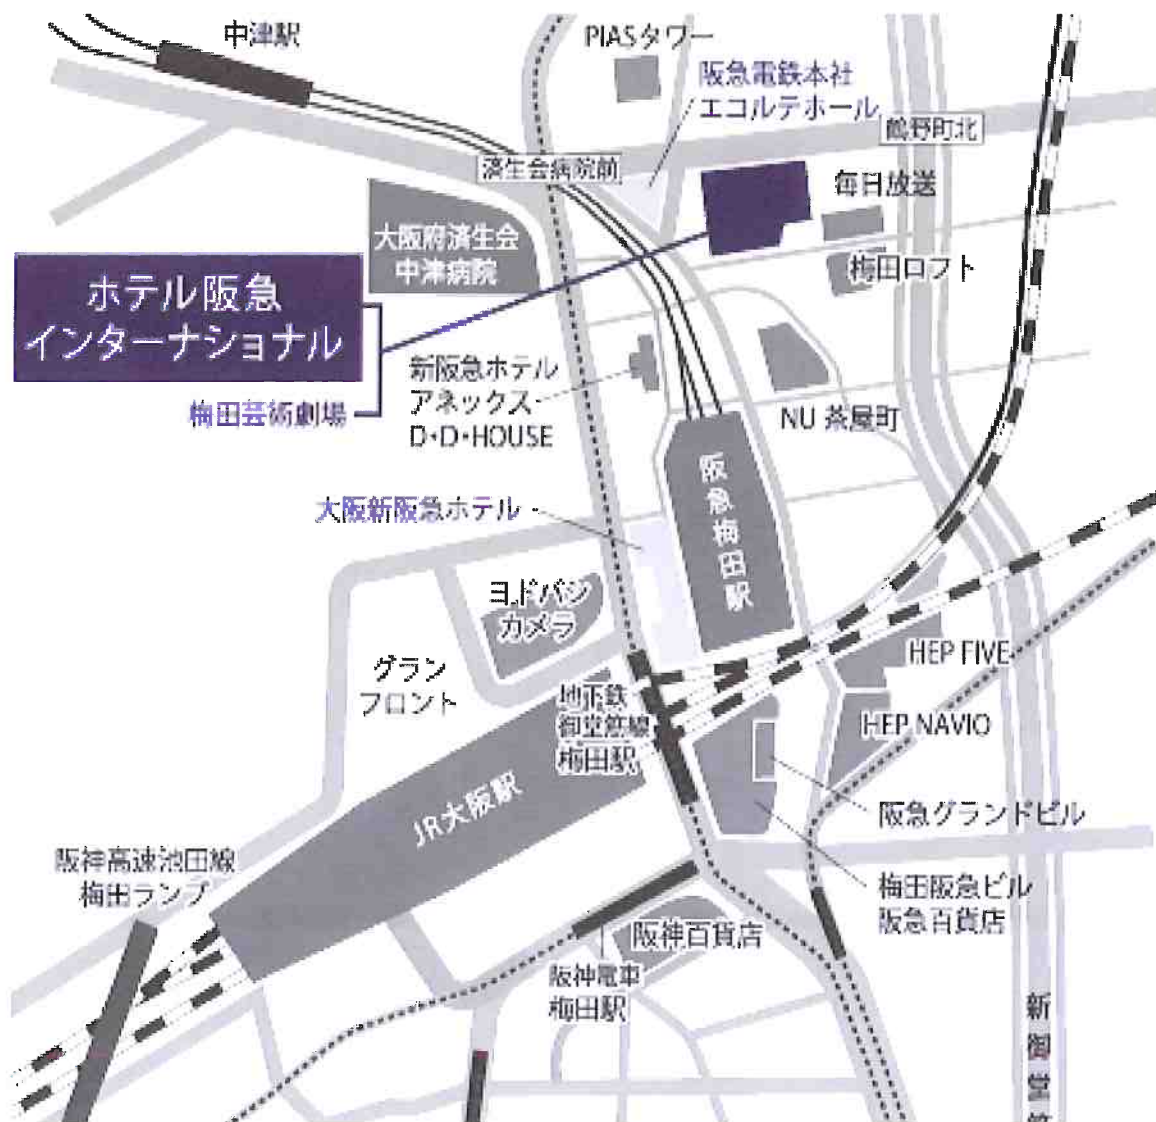 中津駅
PIASタワー
阪急電鉄本社
エコルテホール
鶴野町北
済生会病院前
毎日放送
大阪府済生会
中津病院
梅田ロフト
ホテル阪急
インターナショナル
新阪急ホテル
アネックス
D・D・HOUSE
梅田芸術劇場
NU 茶屋町
阪急梅田駅
大阪新阪急ホテル
ヨドバシ
カメラ
グラン
フロント
HEP FIVE
地下鉄
御堂筋線
梅田駅
HEP NAVIO
JR大阪駅
阪急グランドビル
阪神高速池田線
梅田ランプ
梅田阪急ビル
阪急百貨店
阪神百貨店
阪神電車
梅田駅
新御堂筋